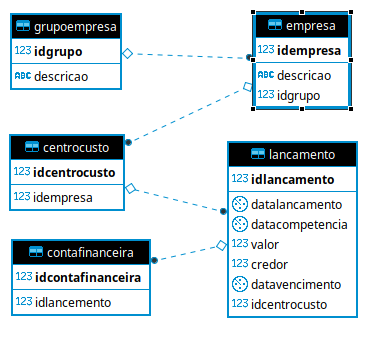 grupoempresa
123 idgrupo
ABC descricao
empresa
123 idempresa
ABC descricao
123 idgrupo
centrocusto
123 idcentrocusto
123 idempresa
lancamento
123 idlancamento
datalancamento
datacompetencia
123 valor
123 credor
datavencimento
123 idcentrocusto
contafinanceira
123 idcontafinanceira
123 idlancemento